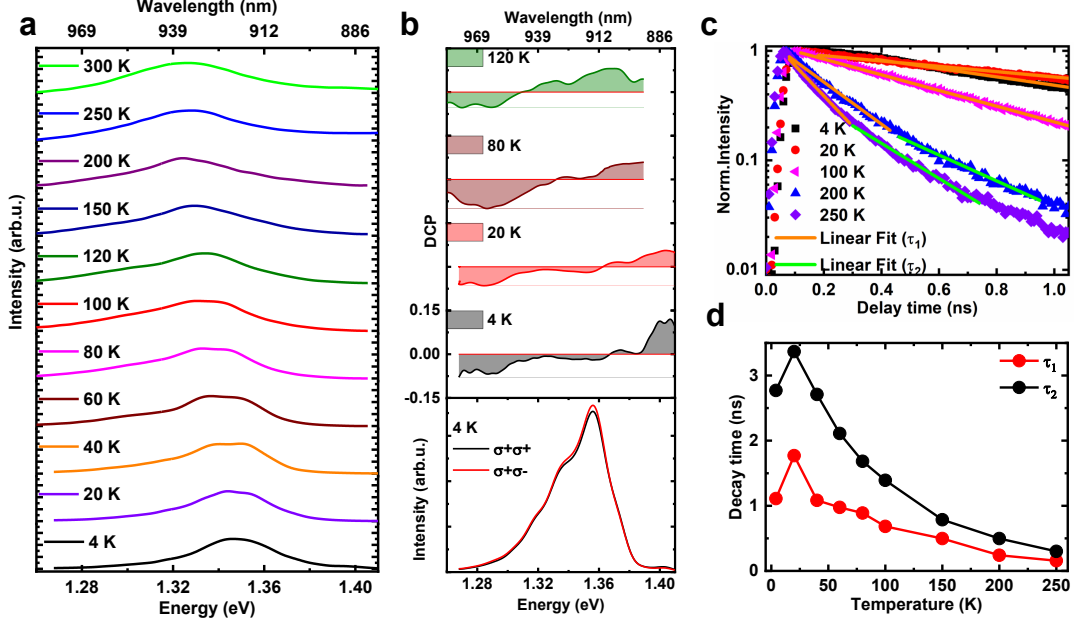 a
Wavelength (nm)
969 939 912 886
300 K
250 K
200 K
150 K
120 K
100 K
80 K
60 K
40 K
20 K
4 K
Intensity (arb.u.)
1.28 1.32 1.36 1.40
Energy (eV)
b
Wavelength (nm)
969 939 912 886
120 K
80 K
20 K
4 K
DCP
0.15
0.00
-0.15
4 K
σ+σ+
σ+σ-
Intensity (arb.u.)
1.28 1.32 1.36 1.40
Energy (eV)
c
Norm.Intensity
1
0.1
0.01
4 K
20 K
100 K
200 K
250 K
Linear Fit (τ1)
Linear Fit (τ2)
0.0 0.2 0.4 0.6 0.8 1.0
Delay time (ns)
d
Decay time (ns)
3
2
1
0
τ1
τ2
0 25 50 75 100 125 150 175 200 225 250
Temperature (K)